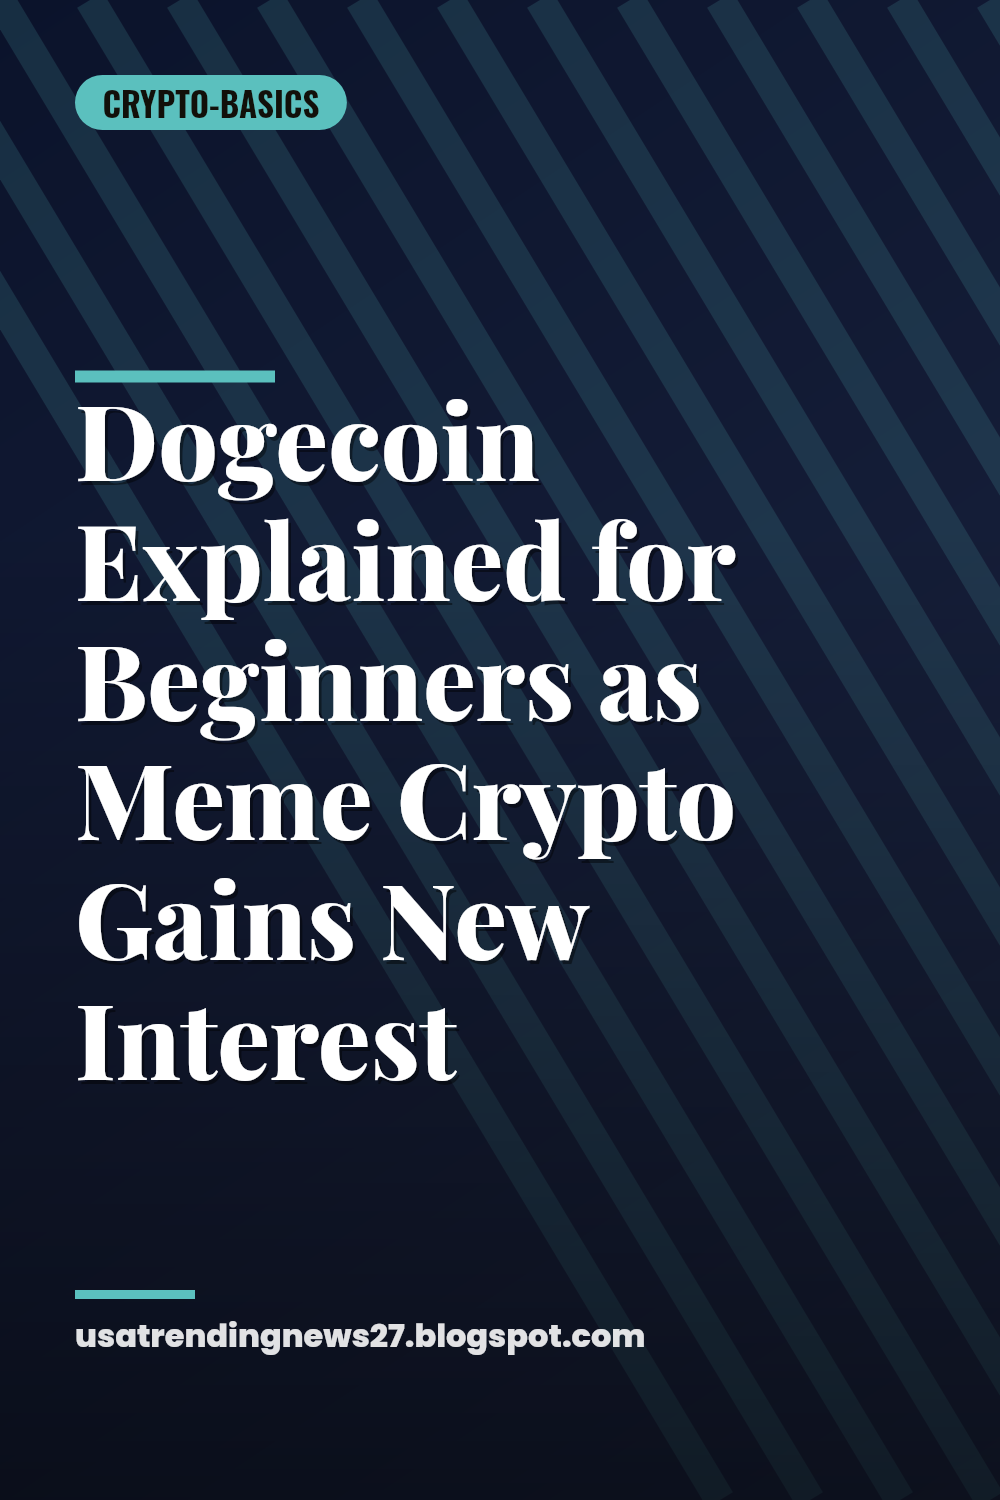 CRYPTO-BASICS
Dogecoin
Explained for
Beginners as
Meme Crypto
Gains New
Interest
usatrendingnews27.blogspot.com